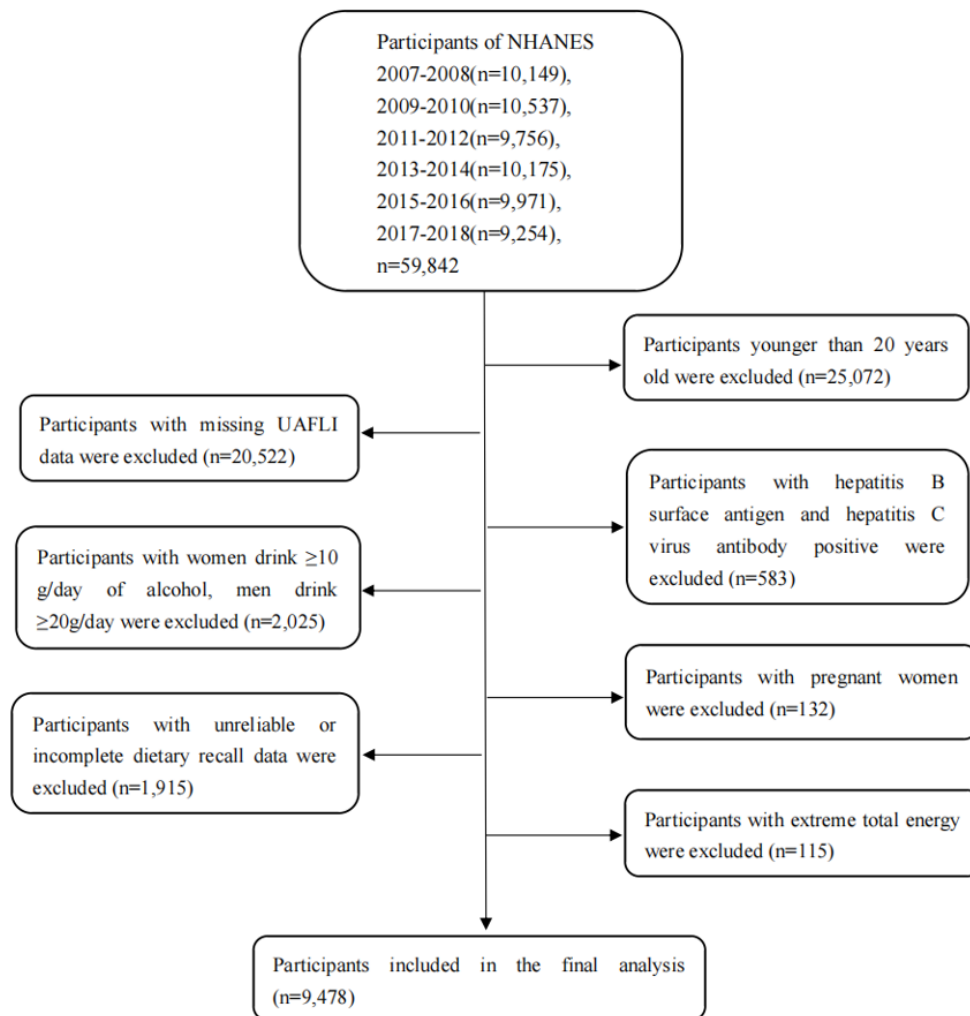 Participants of NHANES
2007-2008(n=10,149),
2009-2010(n=10,537),
2011-2012(n=9,756),
2013-2014(n=10,175),
2015-2016(n=9,971),
2017-2018(n=9,254),
n=59,842
Participants younger than 20 years
old were excluded (n=25,072)
Participants with missing UAFLI
data were excluded (n=20,522)
Participants with hepatitis B
surface antigen and hepatitis C
virus antibody positive were
excluded (n=583)
Participants with women drink ≥10
g/day of alcohol, men drink
≥20g/day were excluded (n=2,025)
Participants with pregnant women
were excluded (n=132)
Participants with unreliable or
incomplete dietary recall data were
excluded (n=1,915)
Participants with extreme total energy
were excluded (n=115)
Participants included in the final analysis
(n=9,478)